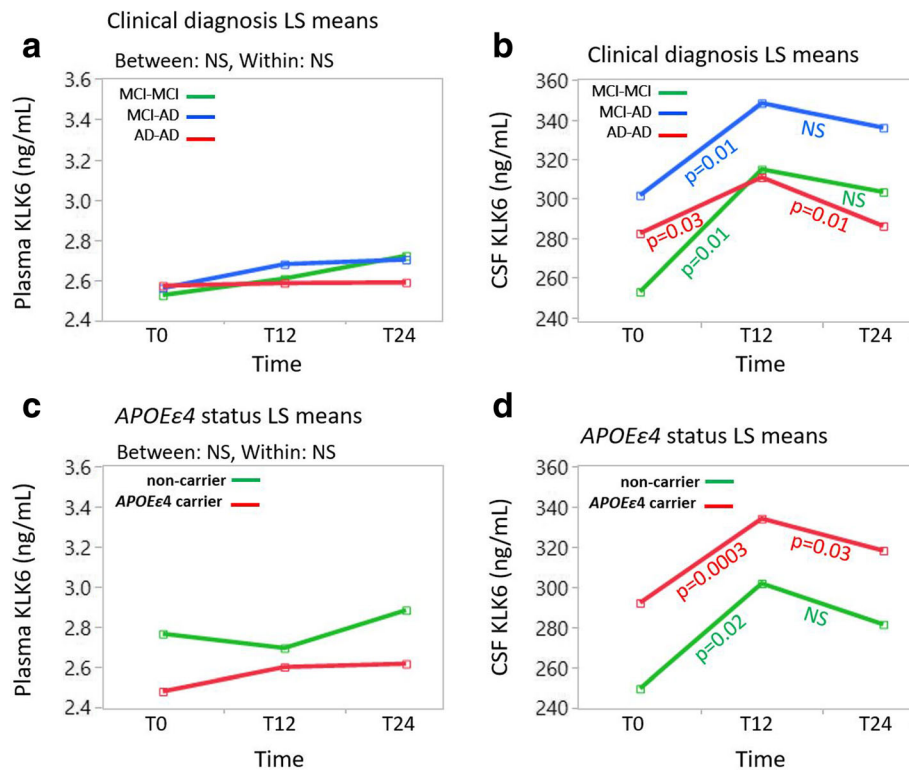 a
Clinical diagnosis LS means
Between: NS, Within: NS
3.6
3.4
3.2
3.0
2.8
2.6
2.4
Plasma KLK6 (ng/mL)
MCI-MCI
MCI-AD
AD-AD
T0 T12 T24
Time
b
Clinical diagnosis LS means
360
340
320
300
280
260
240
CSF KLK6 (ng/mL)
MCI-MCI
MCI-AD
AD-AD
p=0.01
NS
p=0.03
p=0.01
NS
p=0.01
T0 T12 T24
Time
c
APOEε4 status LS means
Between: NS, Within: NS
3.6
3.4
3.2
3.0
2.8
2.6
2.4
Plasma KLK6 (ng/mL)
non-carrier
APOEε4 carrier
T0 T12 T24
Time
d
APOEε4 status LS means
360
340
320
300
280
260
240
CSF KLK6 (ng/mL)
non-carrier
APOEε4 carrier
p=0.0003
p=0.03
p=0.02
NS
T0 T12 T24
Time